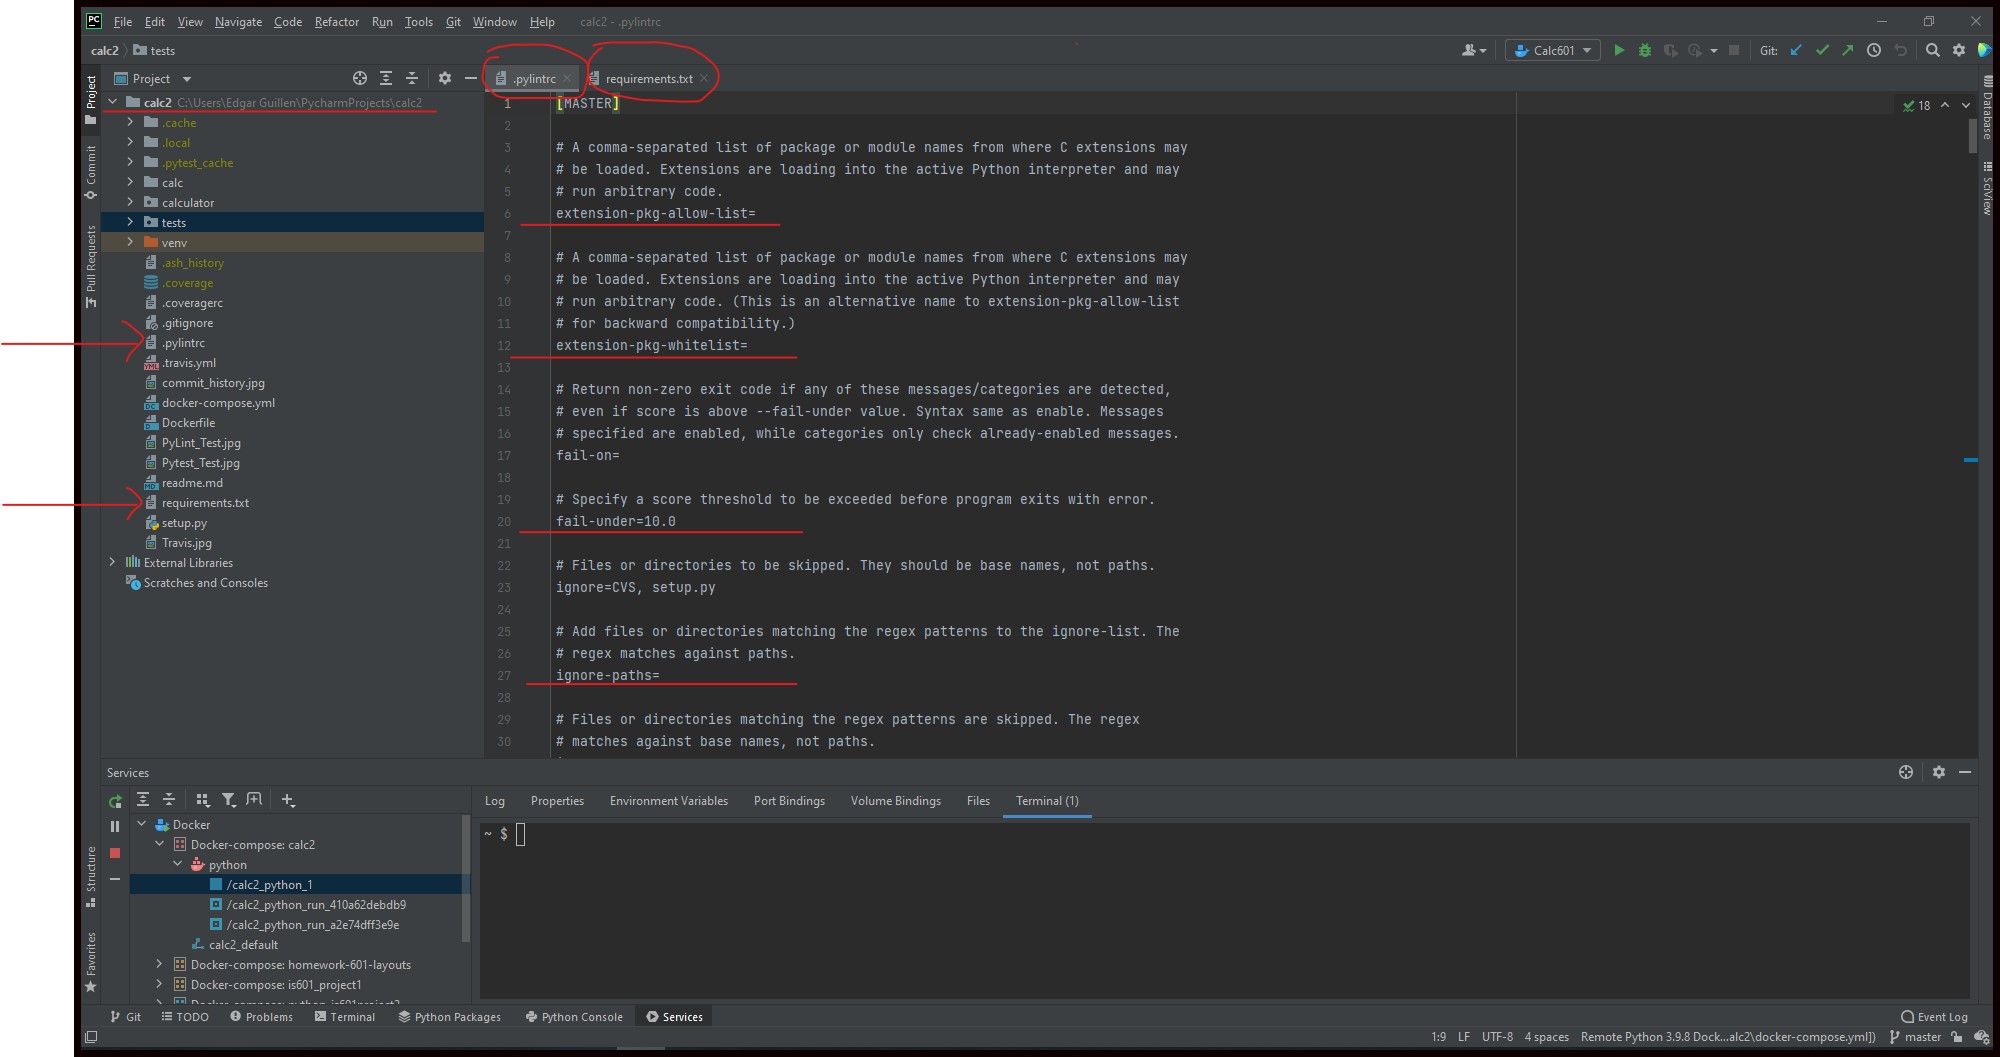 File Edit View Navigate Code Refactor Run Tools Git Window Help calc2 - .pylintrc
calc2 tests
Calc601
Git:
Project
.pylintrc
requirements.txt
calc2 C:\Users\Edgar Guillen\PycharmProjects\calc2
.cache
.local
.pytest_cache
calc
calculator
tests
venv
.ash_history
.coverage
.coveragerc
.gitignore
.pylintrc
.travis.yml
commit_history.jpg
docker-compose.yml
Dockerfile
PyLint_Test.jpg
Pytest_Test.jpg
readme.md
requirements.txt
setup.py
Travis.jpg
External Libraries
Scratches and Consoles
Project
Commit
Pull Requests
Structure
Favorites
1 [MASTER]
2
3 # A comma-separated list of package or module names from where C extensions may
4 # be loaded. Extensions are loading into the active Python interpreter and may
5 # run arbitrary code.
6 extension-pkg-allow-list=
7
8 # A comma-separated list of package or module names from where C extensions may
9 # be loaded. Extensions are loading into the active Python interpreter and may
10 # run arbitrary code. (This is an alternative name to extension-pkg-allow-list
11 # for backward compatibility.)
12 extension-pkg-whitelist=
13
14 # Return non-zero exit code if any of these messages/categories are detected,
15 # even if score is above --fail-under value. Syntax same as enable. Messages
16 # specified are enabled, while categories only check already-enabled messages.
17 fail-on=
18
19 # Specify a score threshold to be exceeded before program exits with error.
20 fail-under=10.0
21
22 # Files or directories to be skipped. They should be base names, not paths.
23 ignore=CVS, setup.py
24
25 # Add files or directories matching the regex patterns to the ignore-list. The
26 # regex matches against paths.
27 ignore-paths=
28
29 # Files or directories matching the regex patterns are skipped. The regex
30 # matches against base names, not paths.
18
Database
SciView
Services
Docker
Docker-compose: calc2
python
/calc2_python_1
/calc2_python_run_410a62debdb9
/calc2_python_run_a2e74dff3e9e
calc2_default
Docker-compose: homework-601-layouts
Docker-compose: is601_project1
Docker-compose: python_is601project2
Log Properties Environment Variables Port Bindings Volume Bindings Files Terminal (1)
~ $
Git TODO Problems Terminal Python Packages Python Console Services Event Log
1:9 LF UTF-8 4 spaces Remote Python 3.9.8 Dock...alc2\docker-compose.yml]) master